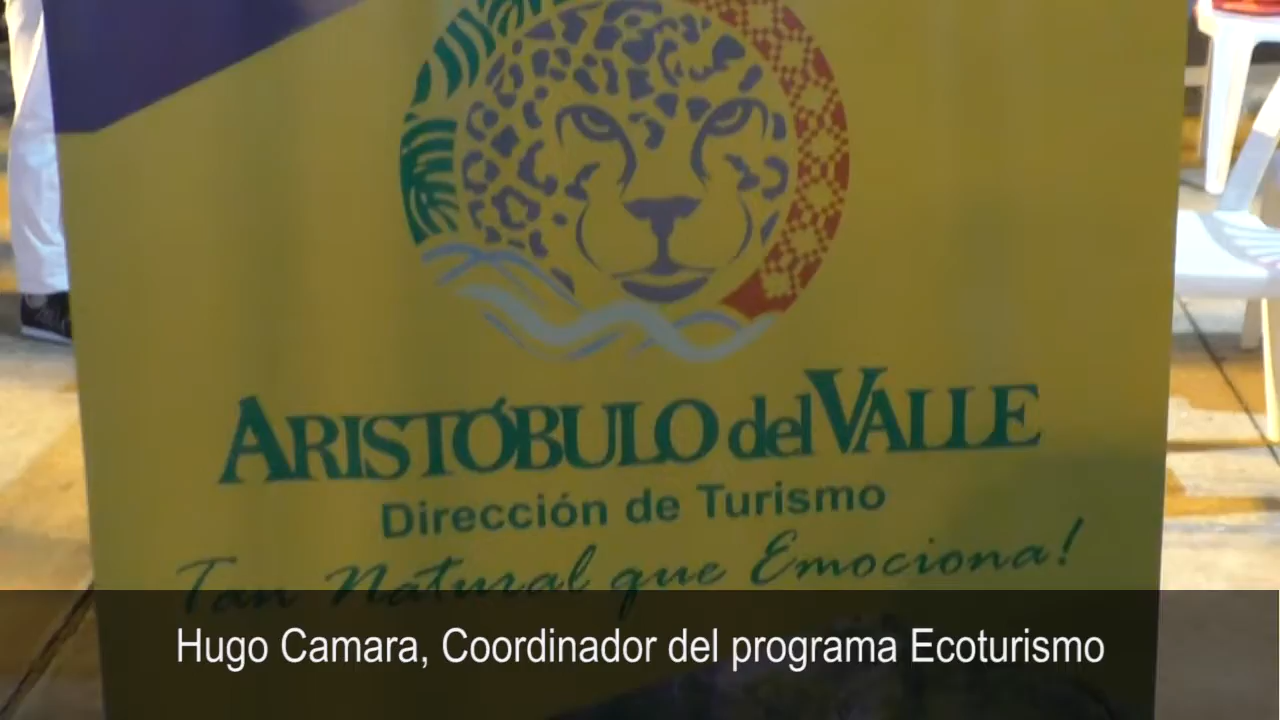 ARISTÓBULO del VALLE
Dirección de Turismo
Tan Natural que Emociona!
Hugo Camara, Coordinador del programa Ecoturismo